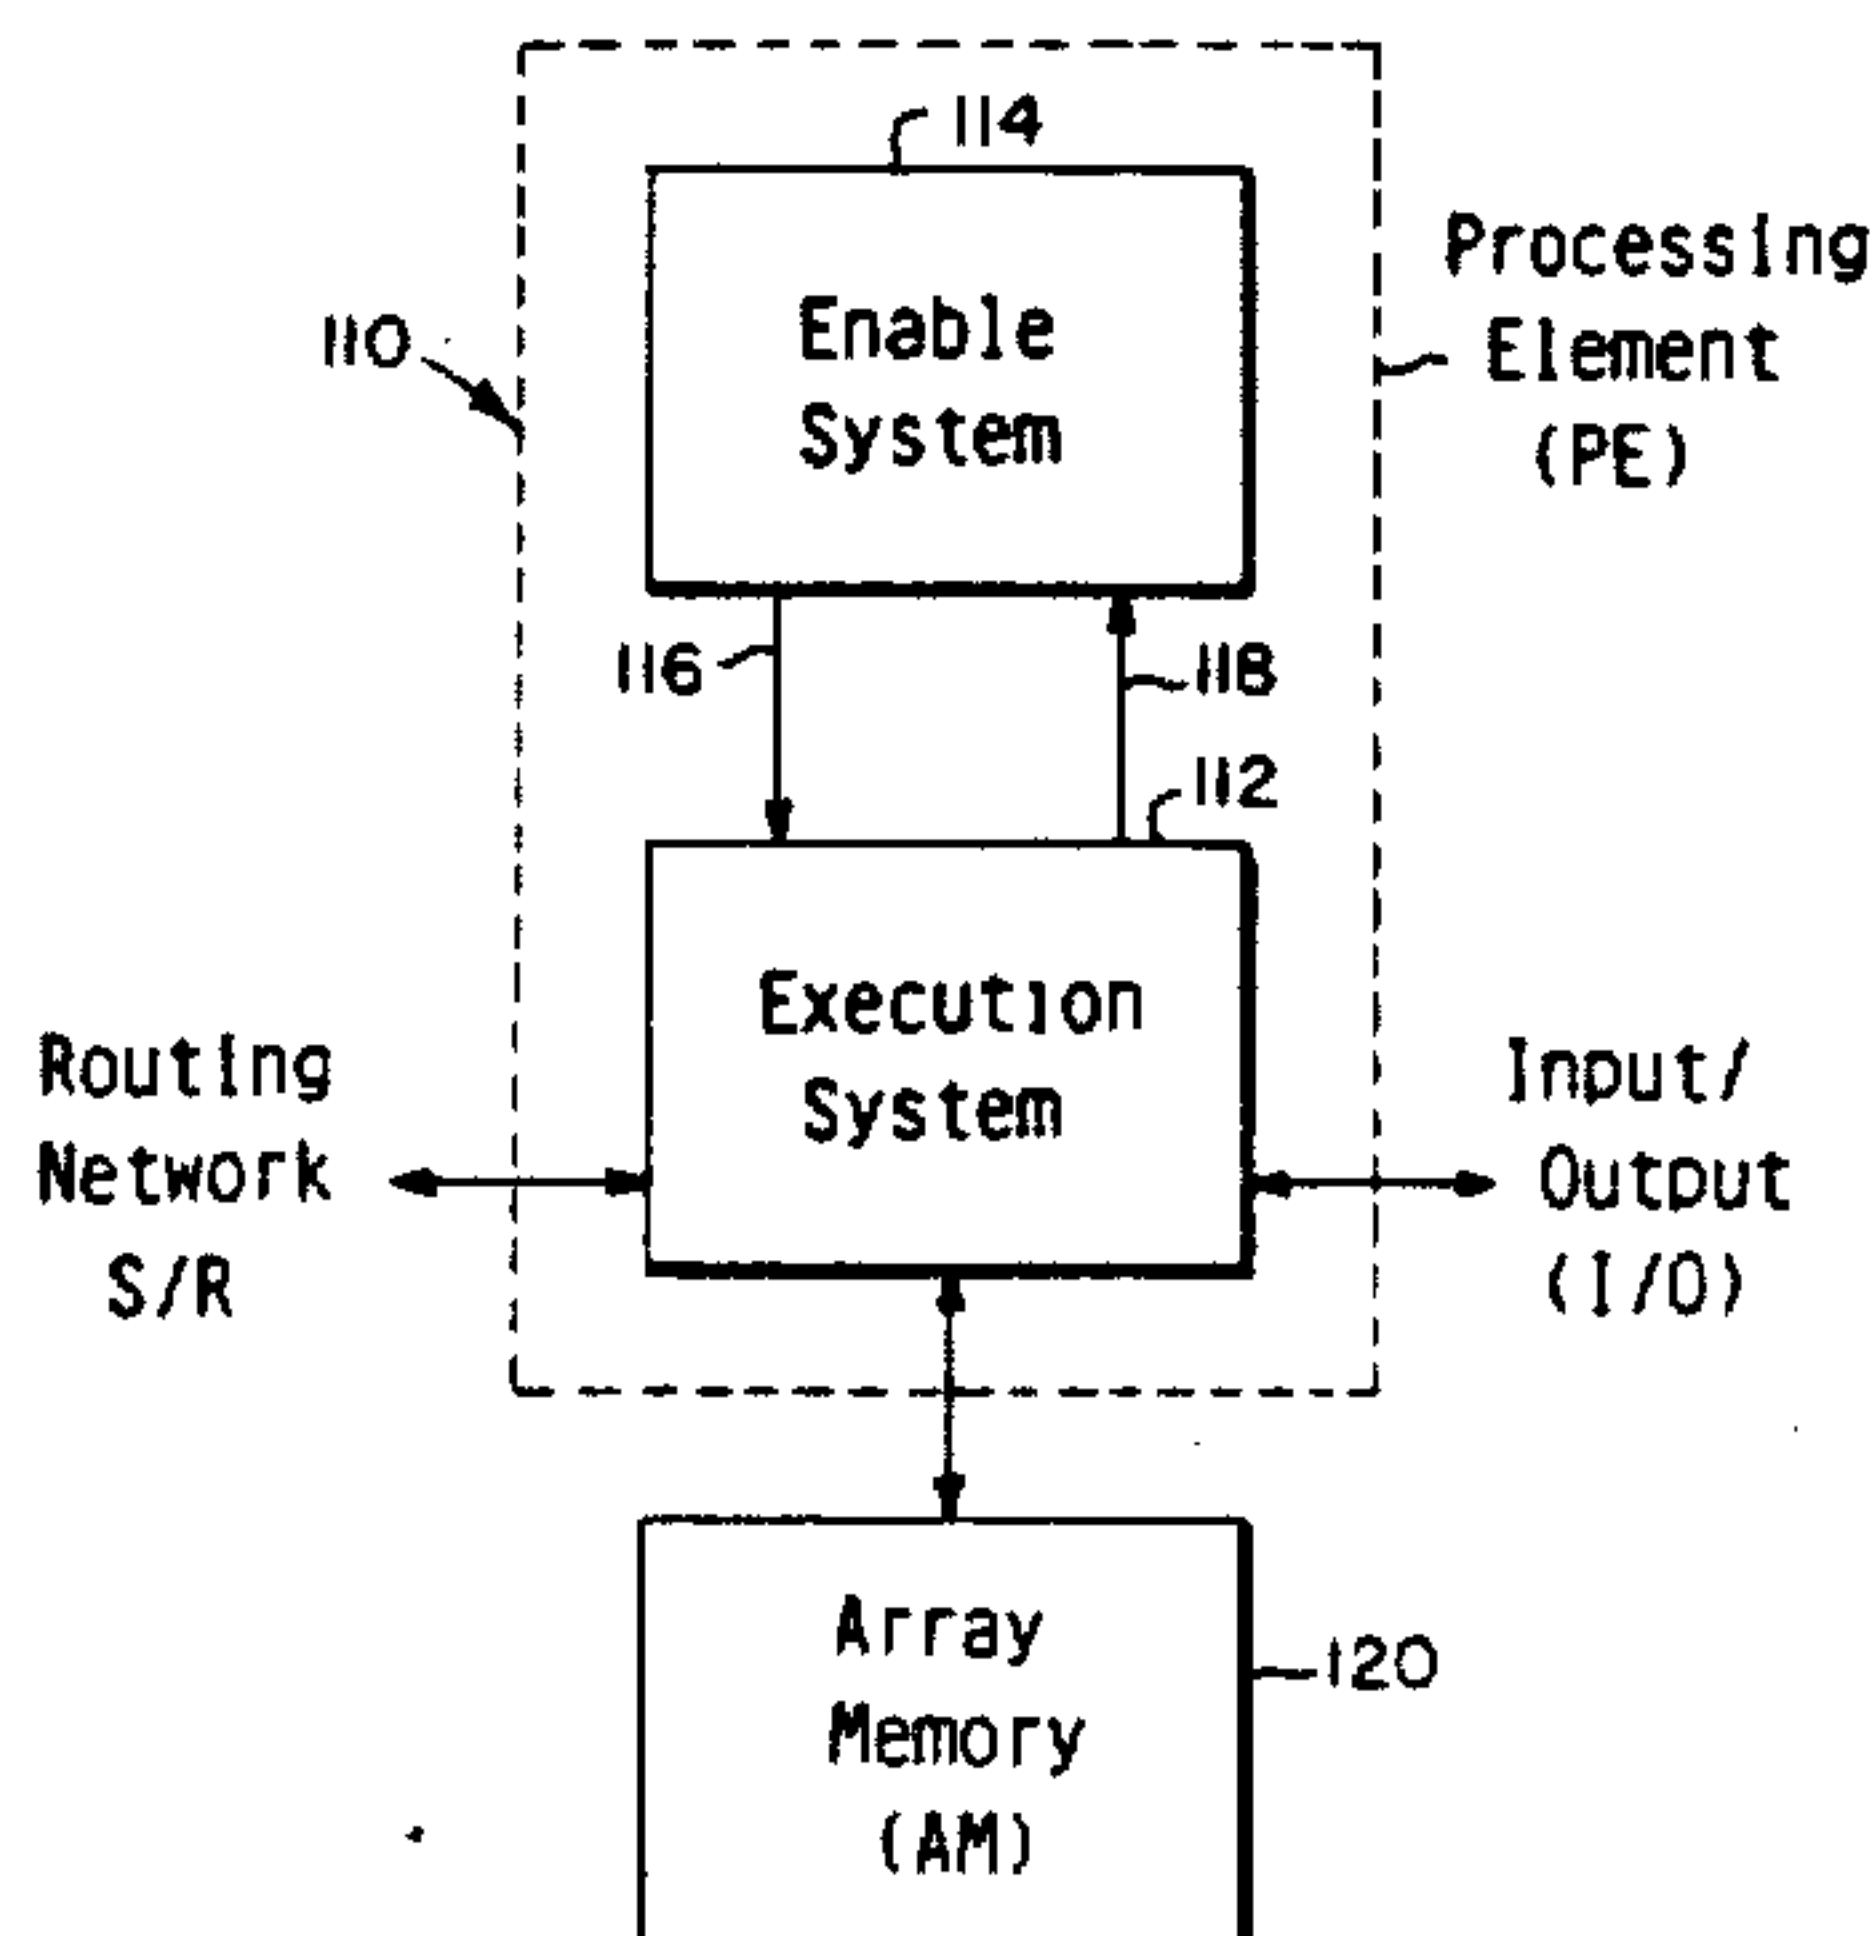 114
Processing
Element
(PE)
110
Enable
System
116
118
112
Execution
System
Routing
Network
S/R
Input/
Output
(I/O)
Array
Memory
(AM)
120